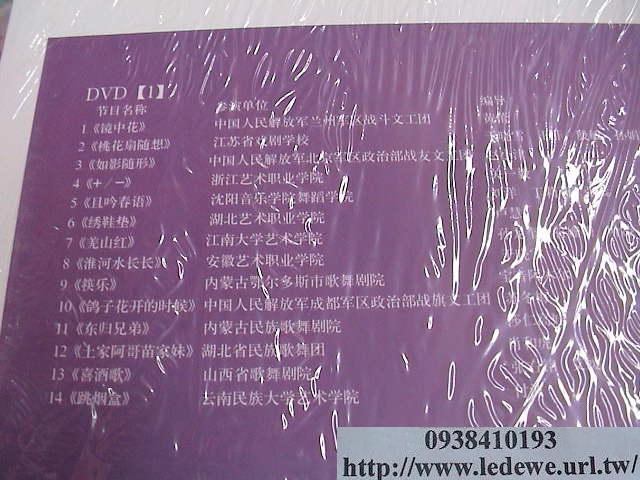 DVD【1】
节目名称 参演单位 编导
1《镜中花》 中国人民解放军兰州军区战斗文工团
2《桃花扇随想》 江苏省戏剧学校
3《如影随形》 中国人民解放军北京军区政治部战友文工团
4《+/−》 浙江艺术职业学院
5《且吟春语》 沈阳音乐学院舞蹈学院
6《绣鞋垫》 湖北艺术职业学院
7《羌山红》 江南大学艺术学院
8《淮河水长长》 安徽艺术职业学院
9《筷乐》 内蒙古鄂尔多斯市歌舞剧院
10《鸽子花开的时候》 中国人民解放军成都军区政治部战旗文工团
11《东归兄弟》 内蒙古民族歌舞剧院
12《土家阿哥苗家妹》 湖北省民族歌舞团
13《喜酒歌》 山西省歌舞剧院
14《跳烟盒》 云南民族大学艺术学院
0938410193
http://www.ledewe.url.tw/